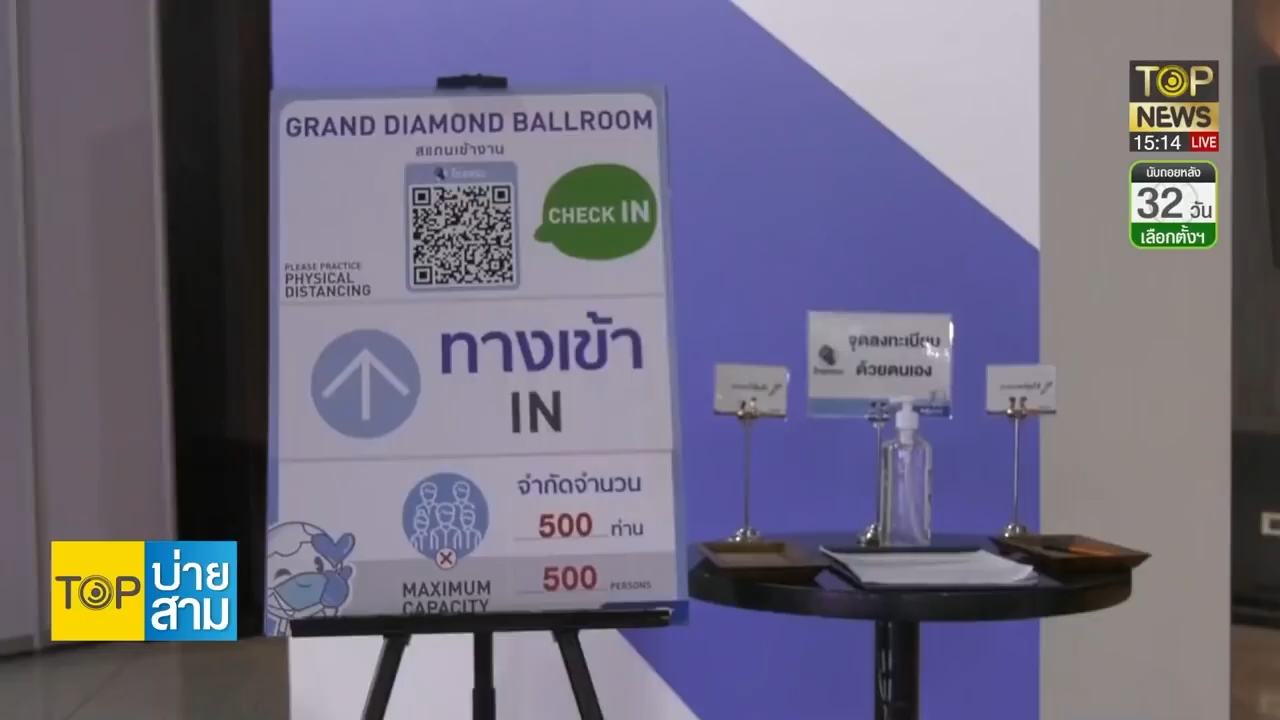 GRAND DIAMOND BALLROOM
สแกนเข้างาน
CHECK IN
PLEASE PRACTICE
PHYSICAL
DISTANCING
ทางเข้า
IN
จำกัดจำนวน
500 ท่าน
MAXIMUM
CAPACITY
500 PERSONS
จุดลงทะเบียน
ด้วยตนเอง
TOP
NEWS
15:14 LIVE
นับถอยหลัง
32 วัน
เลือกตั้งฯ
TOP
บ่าย
สาม